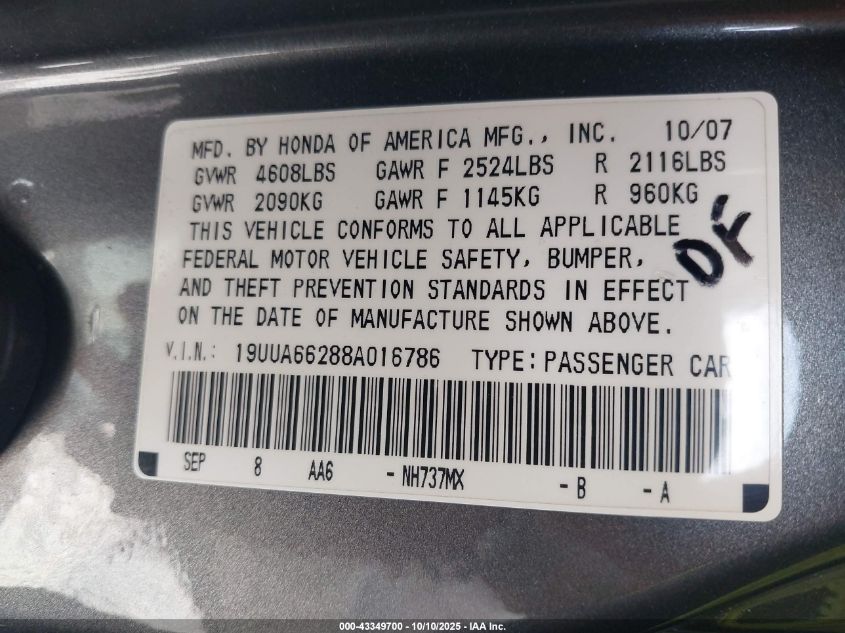 MFD. BY HONDA OF AMERICA MFG., INC. 10/07
GVWR 4608LBS GAWR F 2524LBS R 2116LBS
GVWR 2090KG GAWR F 1145KG R 960KG
THIS VEHICLE CONFORMS TO ALL APPLICABLE
FEDERAL MOTOR VEHICLE SAFETY, BUMPER,
AND THEFT PREVENTION STANDARDS IN EFFECT
ON THE DATE OF MANUFACTURE SHOWN ABOVE.
V.I.N.: 19UUA66288A016786 TYPE: PASSENGER CAR
SEP 8 AA6 - NH737MX - B - A
000-43349700 - 10/10/2025 - IAA Inc.